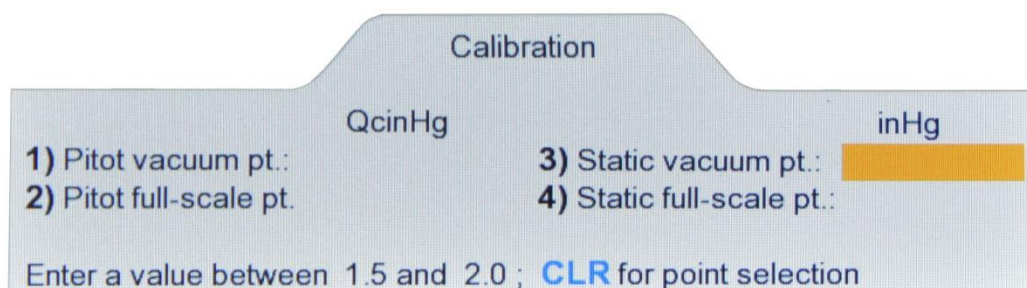 Calibration
QcinHg inHg
1) Pitot vacuum pt.: 3) Static vacuum pt.:
2) Pitot full-scale pt. 4) Static full-scale pt.:
Enter a value between 1.5 and 2.0 ; CLR for point selection